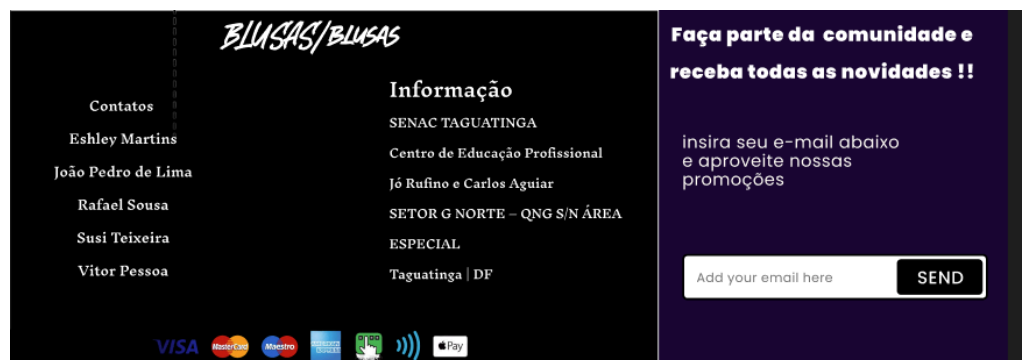 BLUSAS/BLUSAS
Contatos
Eshley Martins
João Pedro de Lima
Rafael Sousa
Susi Teixeira
Vitor Pessoa
Informação
SENAC TAGUATINGA
Centro de Educação Profissional
Jó Rufino e Carlos Aguiar
SETOR G NORTE – QNG S/N ÁREA
ESPECIAL
Taguatinga | DF
VISA MasterCard Maestro Pay
Faça parte da comunidade e
receba todas as novidades !!
insira seu e-mail abaixo
e aproveite nossas
promoções
Add your email here SEND